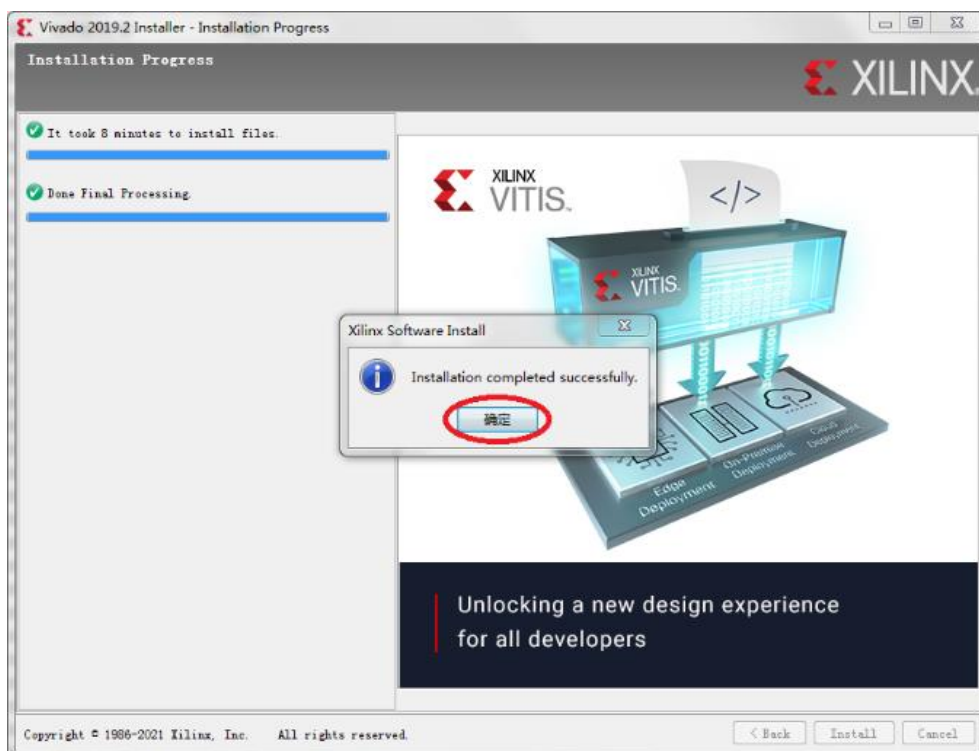 Vivado 2019.2 Installer - Installation Progress
Installation Progress
XILINX
It took 8 minutes to install files.
Done Final Processing.
XILINX
VITIS
</>
XILINX
VITIS
Xilinx Software Install
Installation completed successfully.
确定
Edge
Deployment
On-Premise
Deployment
Cloud
Deployment
Unlocking a new design experience
for all developers
Copyright © 1986-2021 Xilinx, Inc. All rights reserved.
< Back
Install
Cancel